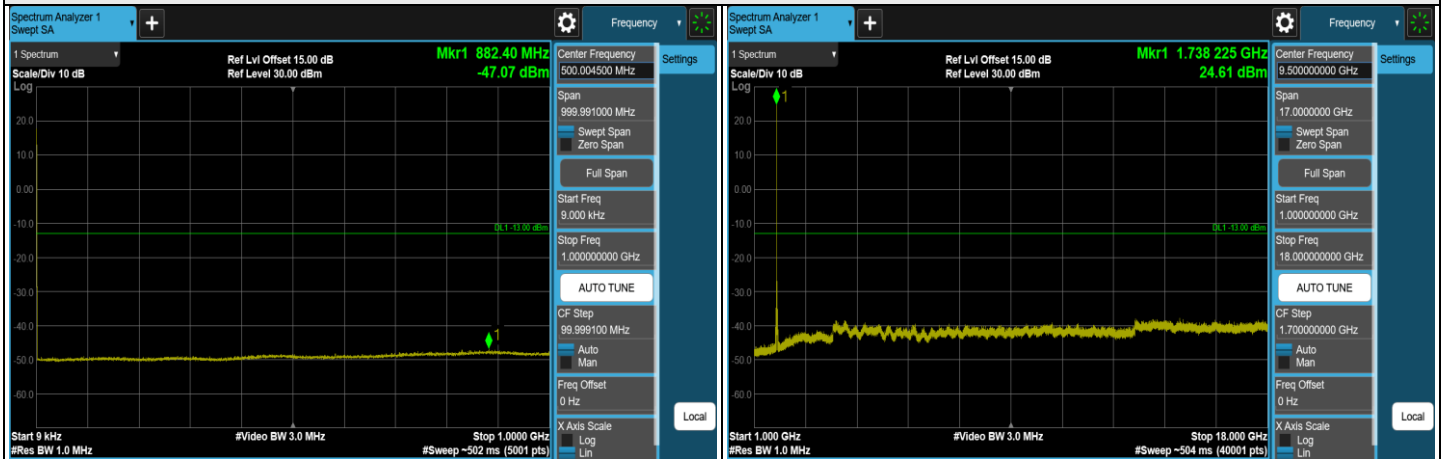 Spectrum Analyzer 1
Swept SA
+
Frequency
1 Spectrum
Scale/Div 10 dB
Log
Ref Lvl Offset 15.00 dB
Ref Level 30.00 dBm
Mkr1 882.40 MHz
-47.07 dBm
20.0
10.0
0.00
-10.0
-20.0
-30.0
-40.0
-50.0
-60.0
DL1 -13.00 dBm
1
Start 9 kHz
#Res BW 1.0 MHz
#Video BW 3.0 MHz
Stop 1.0000 GHz
#Sweep ~502 ms (5001 pts)
Center Frequency
500.004500 MHz
Settings
Span
999.991000 MHz
Swept Span
Zero Span
Full Span
Start Freq
9.000 kHz
Stop Freq
1.000000000 GHz
AUTO TUNE
CF Step
99.999100 MHz
Auto
Man
Freq Offset
0 Hz
X Axis Scale
Log
Lin
Local
Spectrum Analyzer 1
Swept SA
+
Frequency
1 Spectrum
Scale/Div 10 dB
Log
Ref Lvl Offset 15.00 dB
Ref Level 30.00 dBm
Mkr1 1.738 225 GHz
24.61 dBm
1
20.0
10.0
0.00
-10.0
-20.0
-30.0
-40.0
-50.0
-60.0
DL1 -13.00 dBm
Start 1.000 GHz
#Res BW 1.0 MHz
#Video BW 3.0 MHz
Stop 18.000 GHz
#Sweep ~504 ms (40001 pts)
Center Frequency
9.500000000 GHz
Settings
Span
17.0000000 GHz
Swept Span
Zero Span
Full Span
Start Freq
1.000000000 GHz
Stop Freq
18.000000000 GHz
AUTO TUNE
CF Step
1.700000000 GHz
Auto
Man
Freq Offset
0 Hz
X Axis Scale
Log
Lin
Local